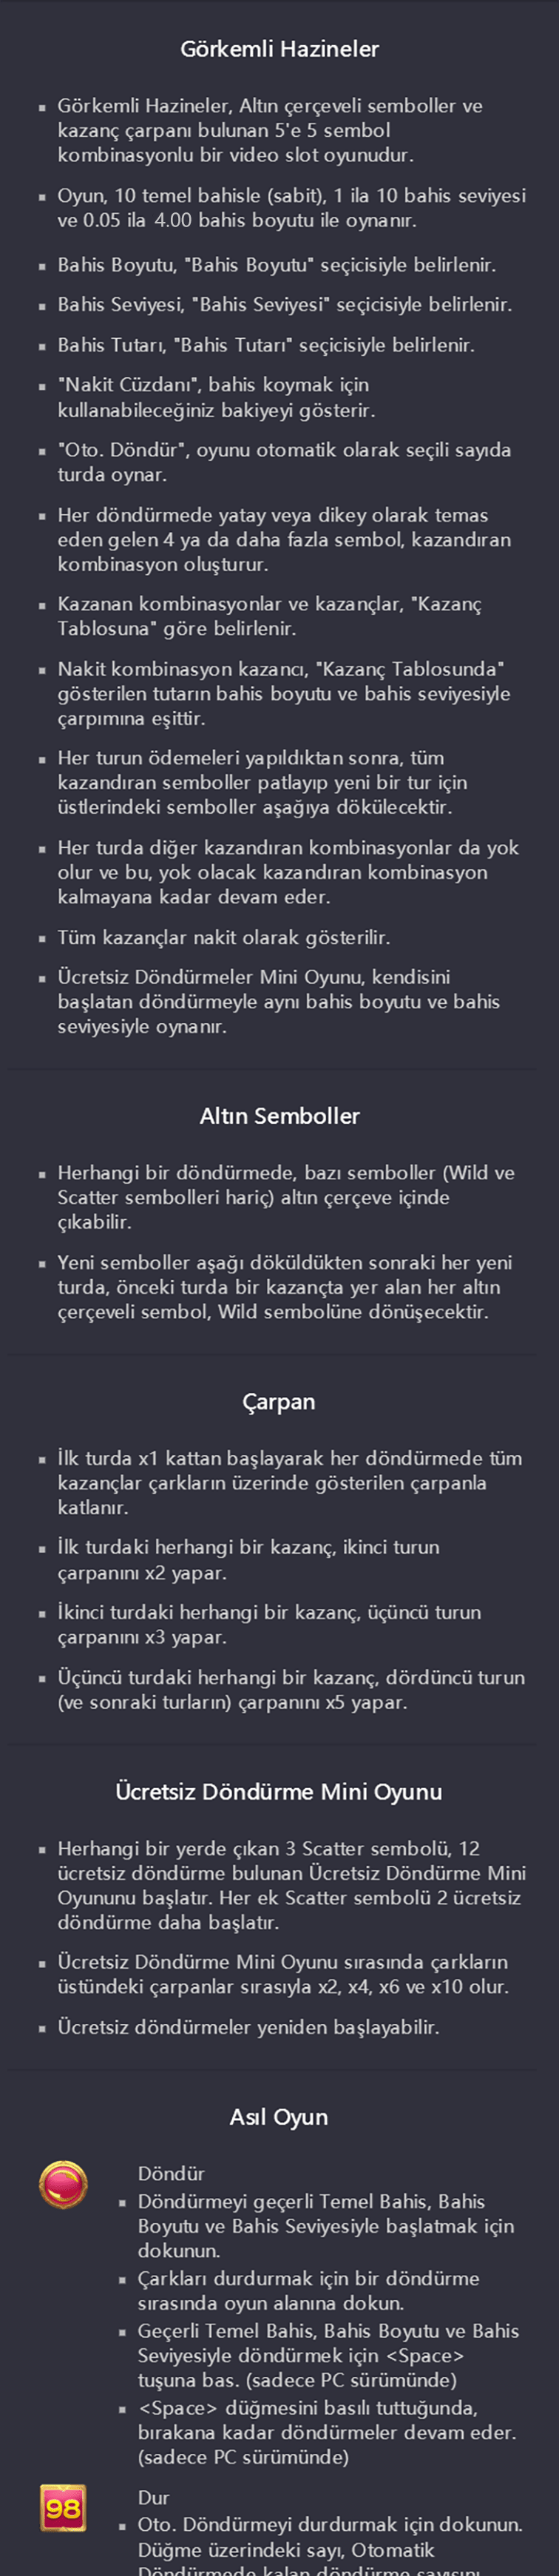 Görkemli Hazineler
Görkemli Hazineler, Altın çerçeveli semboller ve
kazanç çarpanı bulunan 5'e 5 sembol
kombinasyonlu bir video slot oyunudur.
Oyun, 10 temel bahisle (sabit), 1 ila 10 bahis seviyesi
ve 0.05 ila 4.00 bahis boyutu ile oynanır.
Bahis Boyutu, "Bahis Boyutu" seçicisiyle belirlenir.
Bahis Seviyesi, "Bahis Seviyesi" seçicisiyle belirlenir.
Bahis Tutarı, "Bahis Tutarı" seçicisiyle belirlenir.
"Nakit Cüzdanı", bahis koymak için
kullanabileceğiniz bakiyeyi gösterir.
"Oto. Döndür", oyunu otomatik olarak seçili sayıda
turda oynar.
Her döndürmede yatay veya dikey olarak temas
eden gelen 4 ya da daha fazla sembol, kazandıran
kombinasyon oluşturur.
Kazanan kombinasyonlar ve kazançlar, "Kazanç
Tablosuna" göre belirlenir.
Nakit kombinasyon kazancı, "Kazanç Tablosunda"
gösterilen tutarın bahis boyutu ve bahis seviyesiyle
çarpımına eşittir.
Her turun ödemeleri yapıldıktan sonra, tüm
kazandıran semboller patlayıp yeni bir tur için
üstlerindeki semboller aşağıya dökülecektir.
Her turda diğer kazandıran kombinasyonlar da yok
olur ve bu, yok olacak kazandıran kombinasyon
kalmayana kadar devam eder.
Tüm kazançlar nakit olarak gösterilir.
Ücretsiz Döndürmeler Mini Oyunu, kendisini
başlatan döndürmeyle aynı bahis boyutu ve bahis
seviyesiyle oynanır.
Altın Semboller
Herhangi bir döndürmede, bazı semboller (Wild ve
Scatter sembolleri hariç) altın çerçeve içinde
çıkabilir.
Yeni semboller aşağı döküldükten sonraki her yeni
turda, önceki turda bir kazançta yer alan her altın
çerçeveli sembol, Wild sembolüne dönüşecektir.
Çarpan
İlk turda x1 kattan başlayarak her döndürmede tüm
kazançlar çarkların üzerinde gösterilen çarpanla
katlanır.
İlk turdaki herhangi bir kazanç, ikinci turun
çarpanını x2 yapar.
İkinci turdaki herhangi bir kazanç, üçüncü turun
çarpanını x3 yapar.
Üçüncü turdaki herhangi bir kazanç, dördüncü turun
(ve sonraki turların) çarpanını x5 yapar.
Ücretsiz Döndürme Mini Oyunu
Herhangi bir yerde çıkan 3 Scatter sembolü, 12
ücretsiz döndürme bulunan Ücretsiz Döndürme Mini
Oyununu başlatır. Her ek Scatter sembolü 2 ücretsiz
döndürme daha başlatır.
Ücretsiz Döndürme Mini Oyunu sırasında çarkların
üstündeki çarpanlar sırasıyla x2, x4, x6 ve x10 olur.
Ücretsiz döndürmeler yeniden başlayabilir.
Asıl Oyun
Döndür
Döndürmeyi geçerli Temel Bahis, Bahis
Boyutu ve Bahis Seviyesiyle başlatmak için
dokunun.
Çarkları durdurmak için bir döndürme
sırasında oyun alanına dokun.
Geçerli Temel Bahis, Bahis Boyutu ve Bahis
Seviyesiyle döndürmek için <Space>
tuşuna bas. (sadece PC sürümünde)
<Space> düğmesini basılı tuttuğunda,
bırakana kadar döndürmeler devam eder.
(sadece PC sürümünde)
98
Dur
Oto. Döndürmeyi durdurmak için dokunun.
Düğme üzerindeki sayı, Otomatik
Döndürmede kalan döndürme sayısını